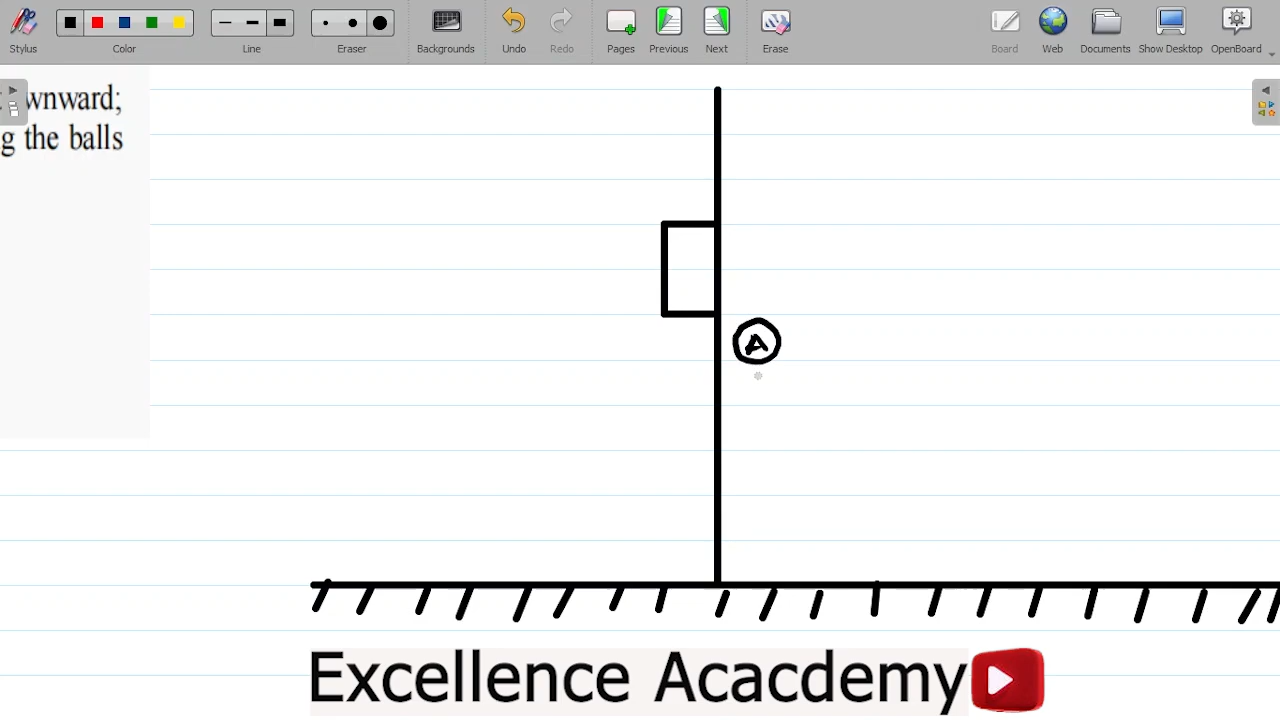 Stylus
Color
Line
Eraser
Backgrounds
Undo
Redo
Pages
Previous
Next
Erase
Board
Web
Documents
Show Desktop
OpenBoard
wnward;
g the balls
A
Excellence Acacdemy